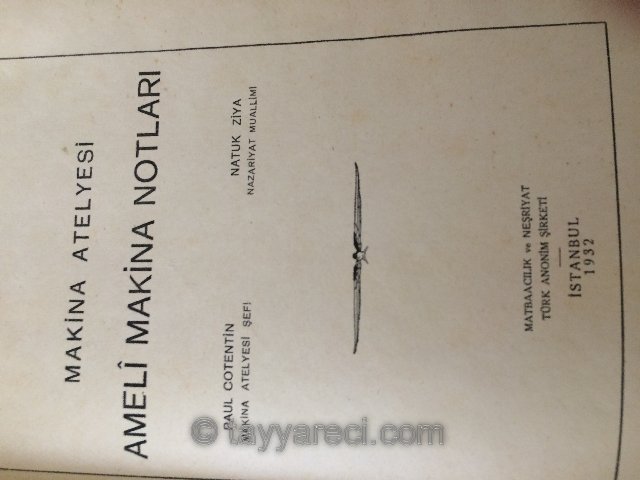 MAKİNA ATELYESİ
AMELÎ MAKİNA NOTLARI
PAUL COTENTIN
MAKİNA ATELYESİ ŞEFİ
NATUK ZİYA
NAZARİYAT MUALLİMİ
MATBAACILIK ve NEŞRİYAT
TÜRK ANONİM ŞİRKETİ
İSTANBUL
1932
© tayyareci.com